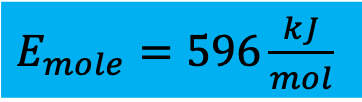 E_mole = 596 kJ/mol